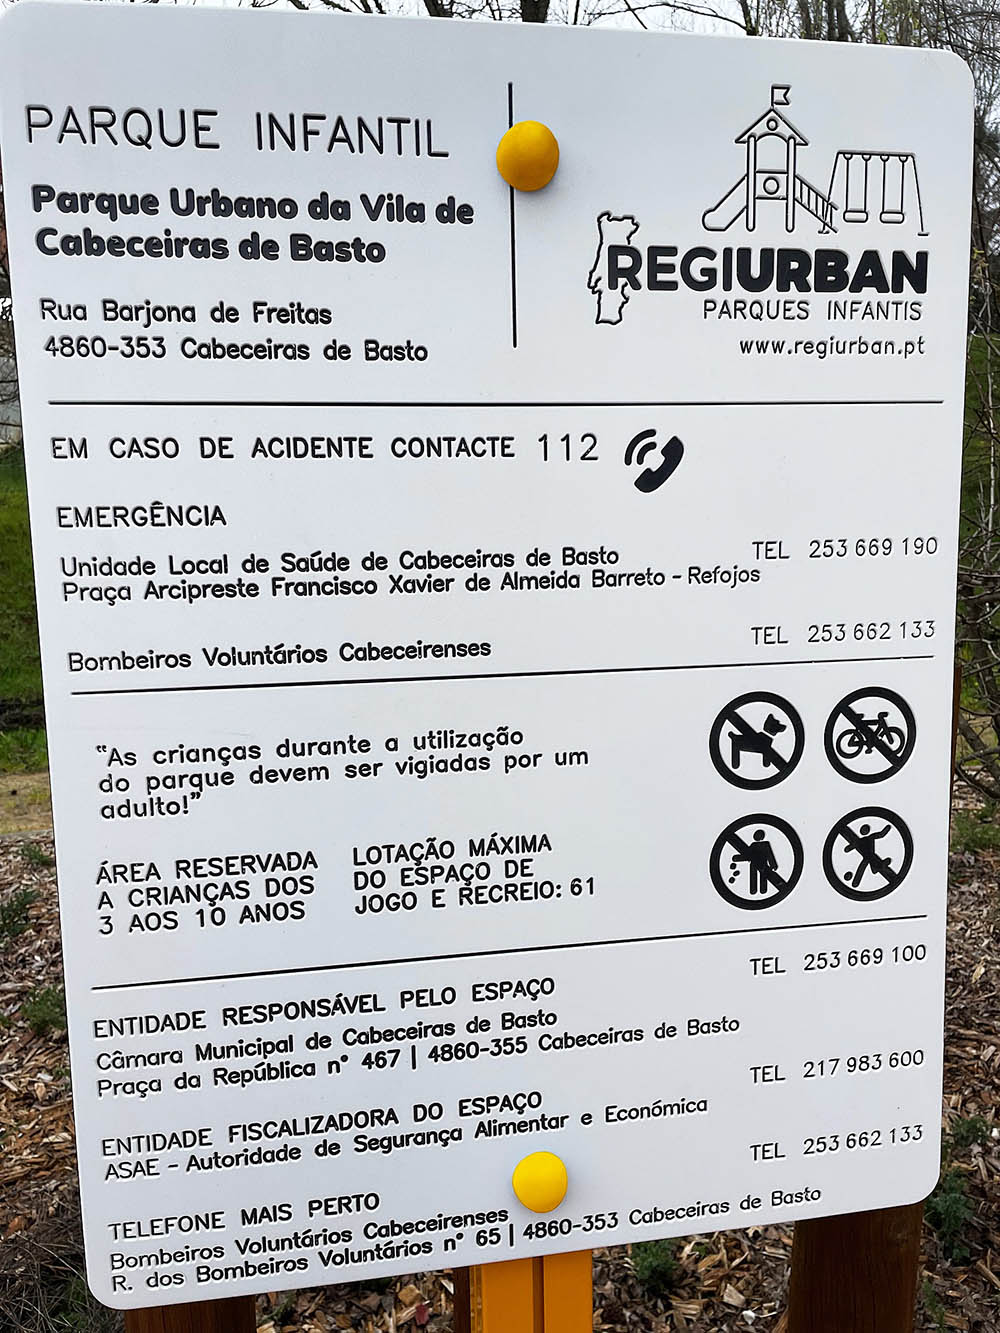 PARQUE INFANTIL
Parque Urbano da Vila de
Cabeceiras de Basto
Rua Barjona de Freitas
4860-353 Cabeceiras de Basto
REGIURBAN
PARQUES INFANTIS
www.regiurban.pt
EM CASO DE ACIDENTE CONTACTE 112
EMERGÊNCIA
Unidade Local de Saúde de Cabeceiras de Basto TEL 253 669 190
Praça Arcipreste Francisco Xavier de Almeida Barreto - Refojos
Bombeiros Voluntários Cabeceirenses TEL 253 662 133
"As crianças durante a utilização
do parque devem ser vigiadas por um
adulto!"
ÁREA RESERVADA
A CRIANÇAS DOS
3 AOS 10 ANOS
LOTAÇÃO MÁXIMA
DO ESPAÇO DE
JOGO E RECREIO: 61
ENTIDADE RESPONSÁVEL PELO ESPAÇO TEL 253 669 100
Câmara Municipal de Cabeceiras de Basto
Praça da República n° 467 | 4860-355 Cabeceiras de Basto
ENTIDADE FISCALIZADORA DO ESPAÇO TEL 217 983 600
ASAE - Autoridade de Segurança Alimentar e Económica
TELEFONE MAIS PERTO TEL 253 662 133
Bombeiros Voluntários Cabeceirenses
R. dos Bombeiros Voluntários n° 65 | 4860-353 Cabeceiras de Basto